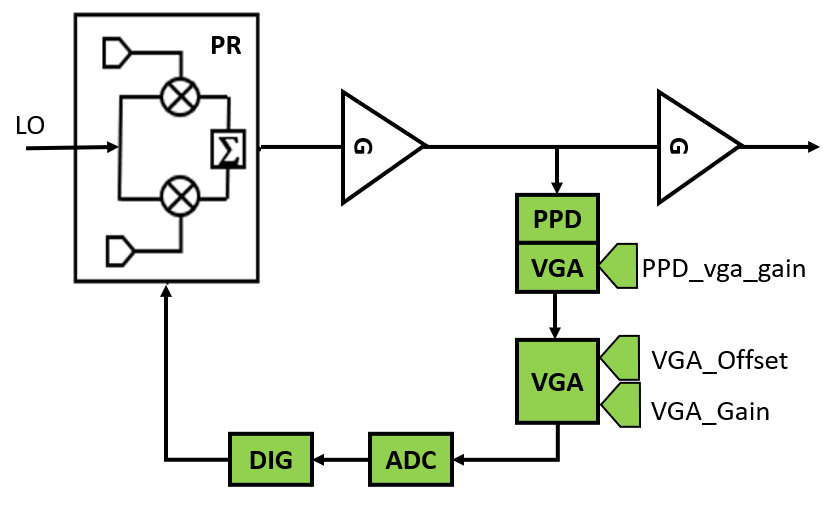 PR
LO
Σ
G
G
PPD
VGA
PPD_vga_gain
VGA
VGA_Offset
VGA_Gain
DIG
ADC